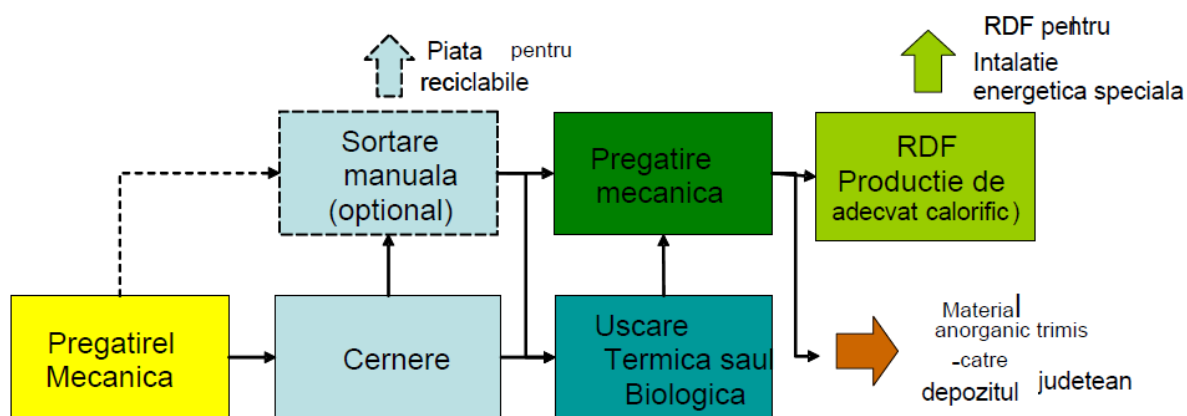 Piata pentru
reciclabile
RDF pentru
Intalatie
energetica speciala
Sortare
manuala
(optional)
Pregatire
mecanica
RDF
Productie de
adecvat calorific )
Pregatirel
Mecanica
Cernere
Uscare
Termica saul
Biologica
Material
anorganic trimis
-catre
depozitul judetean